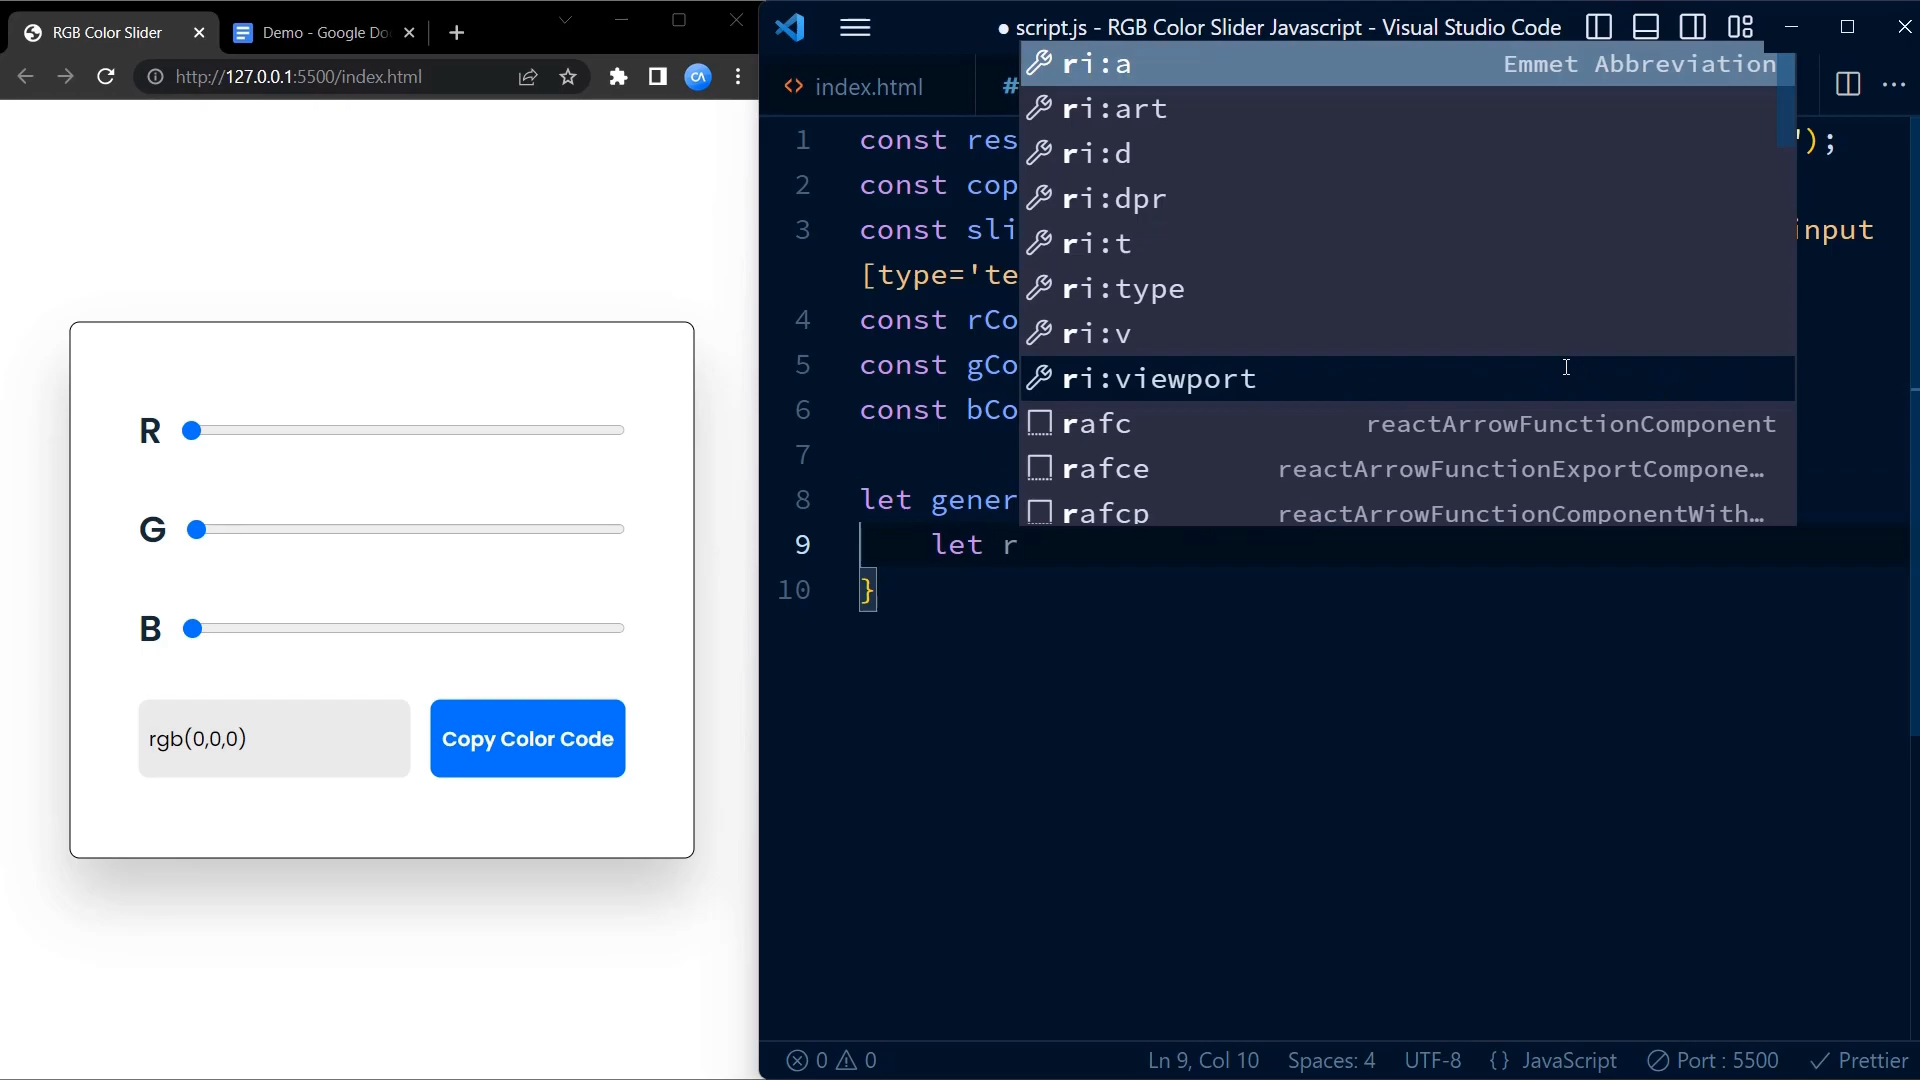 RGB Color Slider
Demo - Google Do
script.js - RGB Color Slider Javascript - Visual Studio Code
http://127.0.0.1:5500/index.html
CA
index.html
#
ri:a Emmet Abbreviation
ri:art
ri:d
ri:dpr
ri:t
ri:type
ri:v
ri:viewport
rafc reactArrowFunctionComponent
rafce reactArrowFunctionExportCompone…
rafcp reactArrowFunctionComponentWith…
1 const res ');
2 const cop
3 const sli input
[type='te
4 const rCo
5 const gCo
6 const bCo
7
8 let gener
9 let r
10 }
R
G
B
rgb(0,0,0)
Copy Color Code
0 0 Ln 9, Col 10 Spaces: 4 UTF-8 {} JavaScript Port : 5500 Prettier